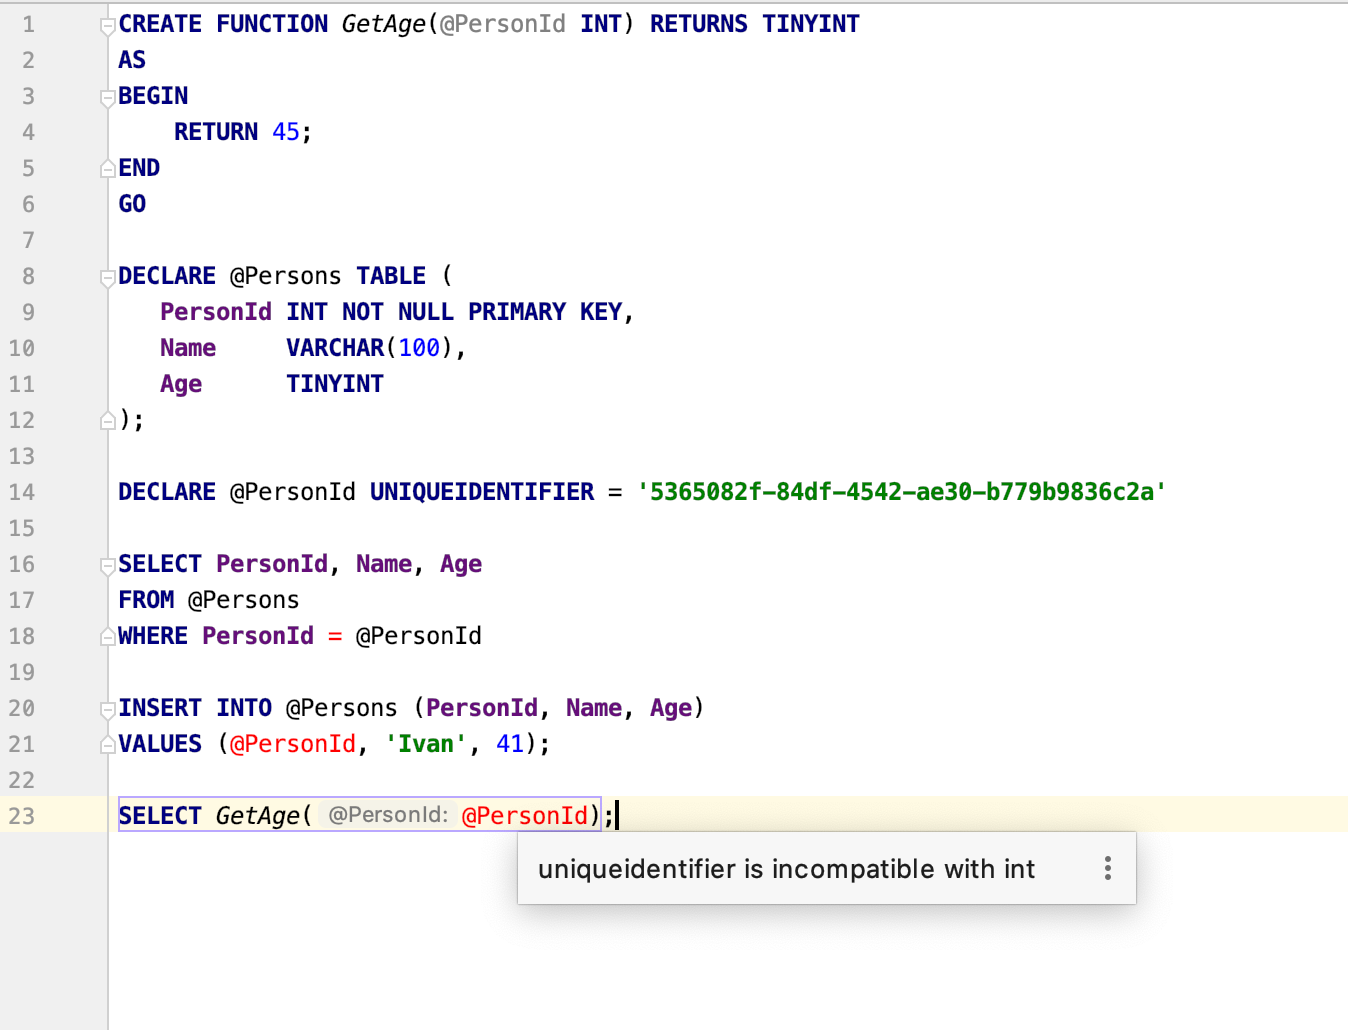 1 CREATE FUNCTION GetAge(@PersonId INT) RETURNS TINYINT
2 AS
3 BEGIN
4     RETURN 45;
5 END
6 GO
7
8 DECLARE @Persons TABLE (
9    PersonId INT NOT NULL PRIMARY KEY,
10    Name     VARCHAR(100),
11    Age      TINYINT
12 );
13
14 DECLARE @PersonId UNIQUEIDENTIFIER = '5365082f-84df-4542-ae30-b779b9836c2a'
15
16 SELECT PersonId, Name, Age
17 FROM @Persons
18 WHERE PersonId = @PersonId
19
20 INSERT INTO @Persons (PersonId, Name, Age)
21 VALUES (@PersonId, 'Ivan', 41);
22
23 SELECT GetAge( @PersonId: @PersonId);
uniqueidentifier is incompatible with int